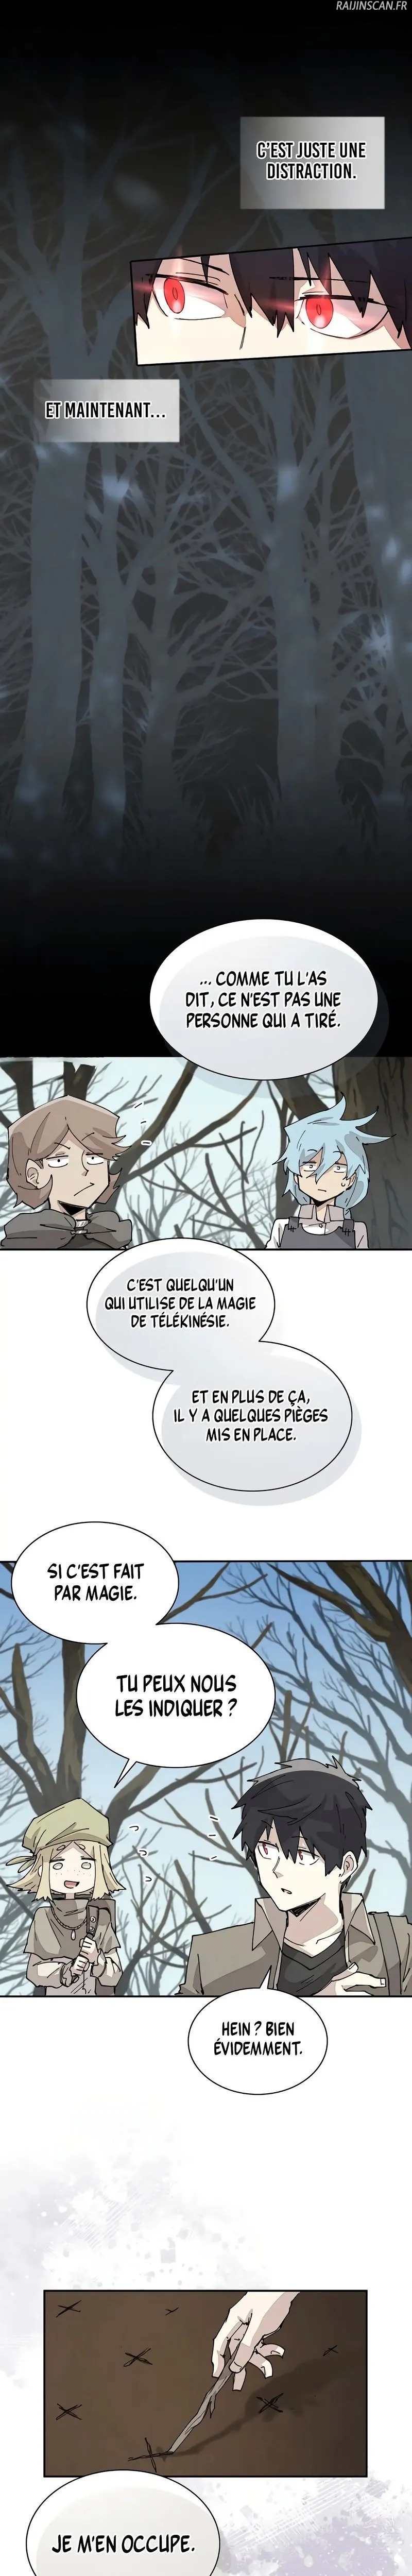 RAIJINSCAN.FR
C'EST JUSTE UNE
DISTRACTION.
ET MAINTENANT...
... COMME TU L'AS
DIT, CE N'EST PAS UNE
PERSONNE QUI A TIRÉ.
C'EST QUELQU'UN
QUI UTILISE DE LA MAGIE
DE TÉLÉKINÉSIE.
ET EN PLUS DE ÇA,
IL Y A QUELQUES PIÈGES
MIS EN PLACE.
SI C'EST FAIT
PAR MAGIE.
TU PEUX NOUS
LES INDIQUER ?
HEIN ? BIEN
ÉVIDEMMENT.
JE M'EN OCCUPE.